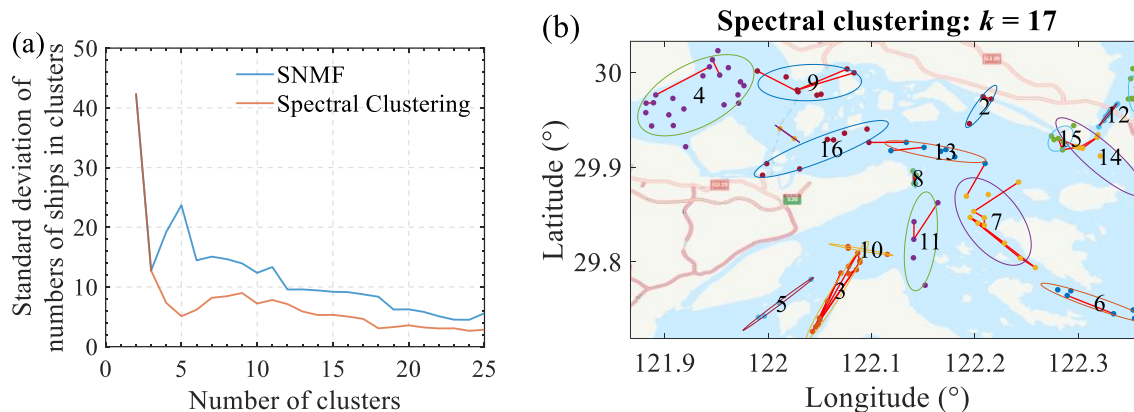 (a)
Standard deviation of
numbers of ships in clusters
50
40
30
20
10
0
SNMF
Spectral Clustering
0 5 10 15 20 25
Number of clusters
(b)
Spectral clustering: k = 17
Latitude (°)
30
29.9
29.8
4
9
2
12
15
14
16
13
8
7
11
10
5
3
6
121.9 122 122.1 122.2 122.3
Longitude (°)